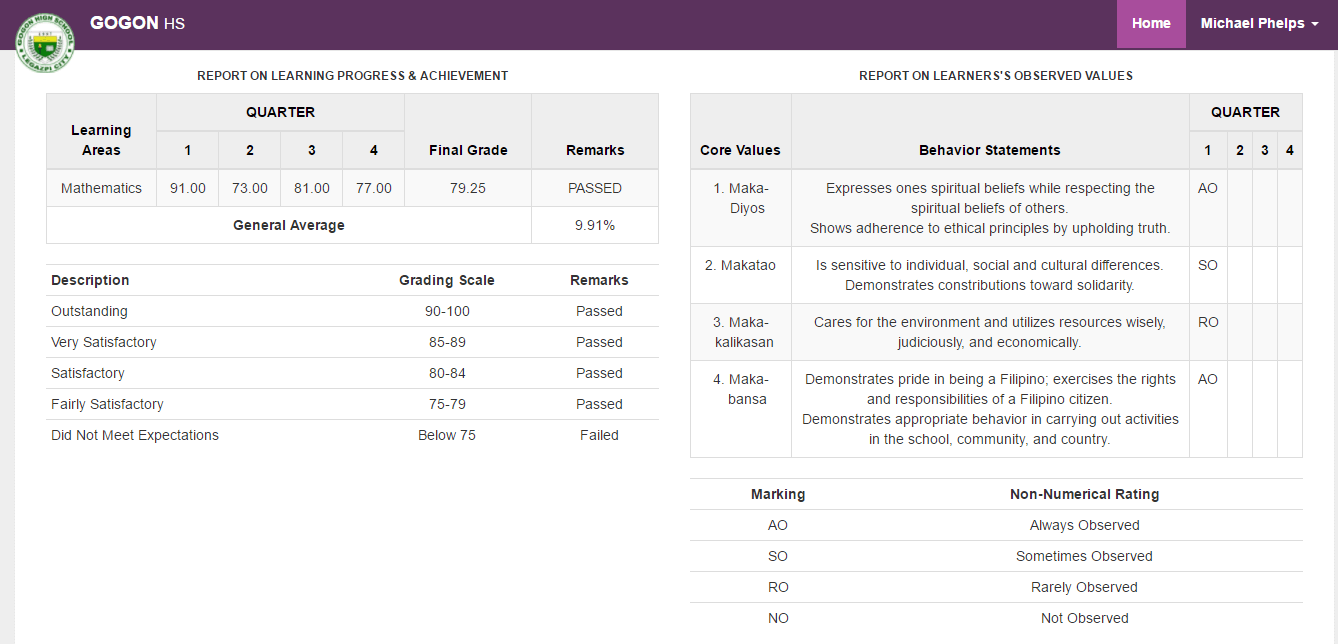 GOGON HS
Home
Michael Phelps
GOGON HIGH SCHOOL
LEGAZPI CITY
REPORT ON LEARNING PROGRESS & ACHIEVEMENT
Learning Areas QUARTER Final Grade Remarks
1 2 3 4
Mathematics 91.00 73.00 81.00 77.00 79.25 PASSED
General Average 9.91%
Description Grading Scale Remarks
Outstanding 90-100 Passed
Very Satisfactory 85-89 Passed
Satisfactory 80-84 Passed
Fairly Satisfactory 75-79 Passed
Did Not Meet Expectations Below 75 Failed
REPORT ON LEARNERS'S OBSERVED VALUES
Core Values Behavior Statements QUARTER
1 2 3 4
1. Maka-
Diyos
Expresses ones spiritual beliefs while respecting the
spiritual beliefs of others.
Shows adherence to ethical principles by upholding truth.
AO
2. Makatao
Is sensitive to individual, social and cultural differences.
Demonstrates constributions toward solidarity.
SO
3. Maka-
kalikasan
Cares for the environment and utilizes resources wisely,
judiciously, and economically.
RO
4. Maka-
bansa
Demonstrates pride in being a Filipino; exercises the rights
and responsibilities of a Filipino citizen.
Demonstrates appropriate behavior in carrying out activities
in the school, community, and country.
AO
Marking Non-Numerical Rating
AO Always Observed
SO Sometimes Observed
RO Rarely Observed
NO Not Observed